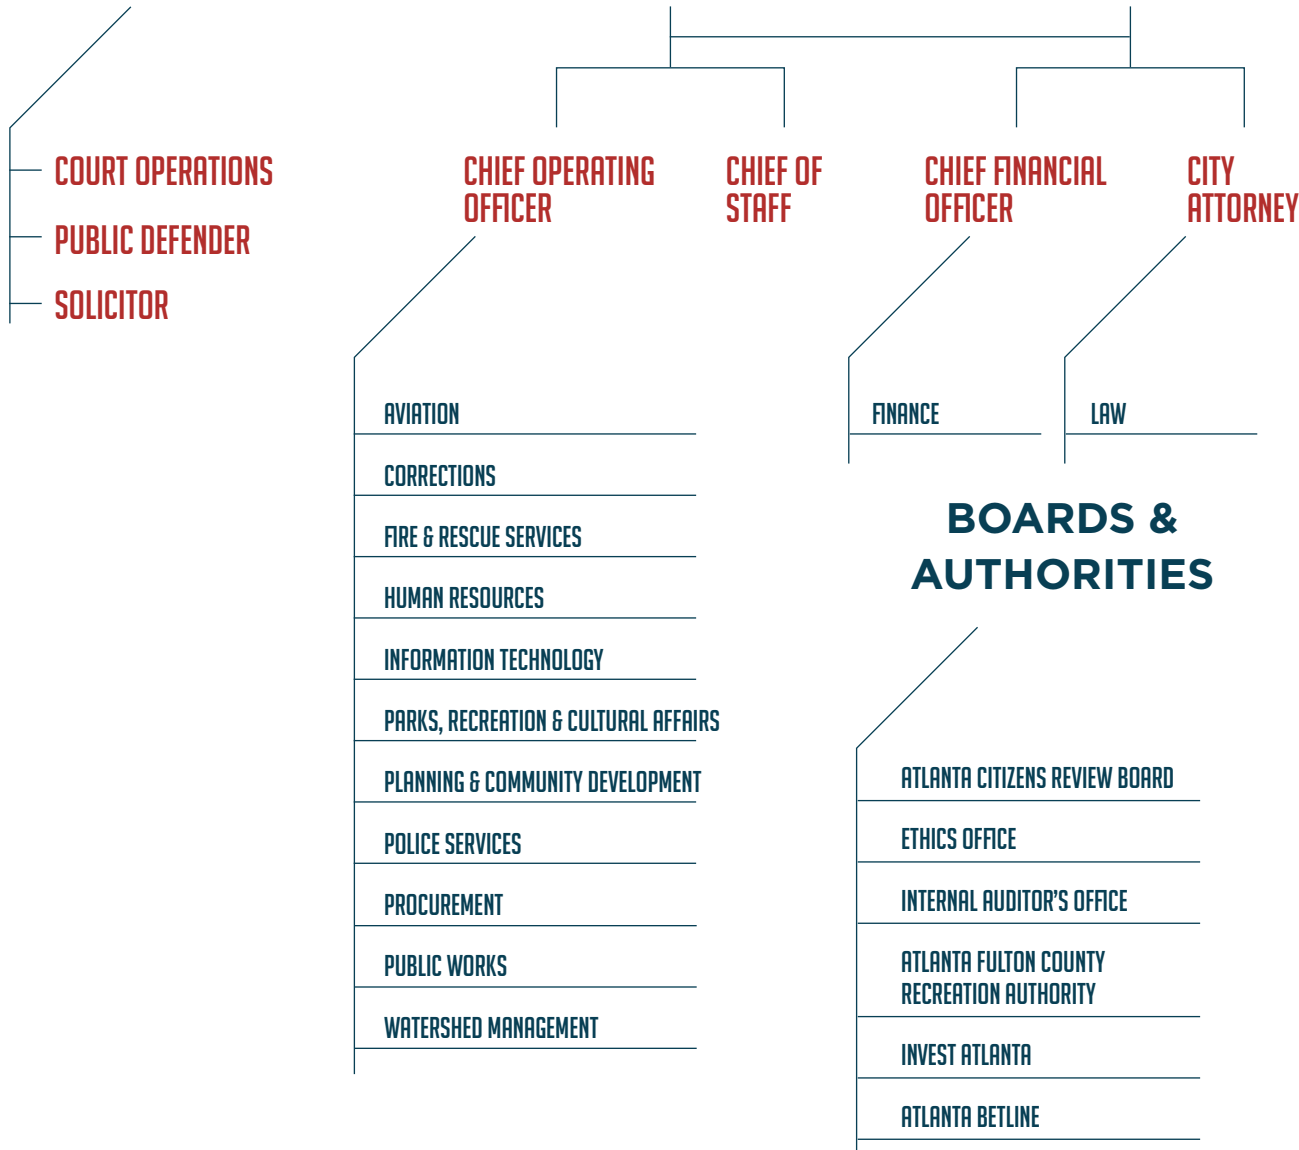 COURT OPERATIONS
PUBLIC DEFENDER
SOLICITOR
CHIEF OPERATING
OFFICER
CHIEF OF
STAFF
CHIEF FINANCIAL
OFFICER
CITY
ATTORNEY
AVIATION
CORRECTIONS
FIRE & RESCUE SERVICES
HUMAN RESOURCES
INFORMATION TECHNOLOGY
PARKS, RECREATION & CULTURAL AFFAIRS
PLANNING & COMMUNITY DEVELOPMENT
POLICE SERVICES
PROCUREMENT
PUBLIC WORKS
WATERSHED MANAGEMENT
FINANCE
LAW
BOARDS &
AUTHORITIES
ATLANTA CITIZENS REVIEW BOARD
ETHICS OFFICE
INTERNAL AUDITOR'S OFFICE
ATLANTA FULTON COUNTY
RECREATION AUTHORITY
INVEST ATLANTA
ATLANTA BETLINE